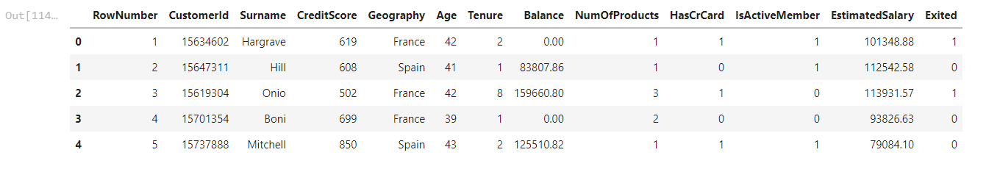 Out[114... RowNumber CustomerId Surname CreditScore Geography Age Tenure Balance NumOfProducts HasCrCard IsActiveMember EstimatedSalary Exited
0 1 15634602 Hargrave 619 France 42 2 0.00 1 1 1 101348.88 1
1 2 15647311 Hill 608 Spain 41 1 83807.86 1 0 1 112542.58 0
2 3 15619304 Onio 502 France 42 8 159660.80 3 1 0 113931.57 1
3 4 15701354 Boni 699 France 39 1 0.00 2 0 0 93826.63 0
4 5 15737888 Mitchell 850 Spain 43 2 125510.82 1 1 1 79084.10 0